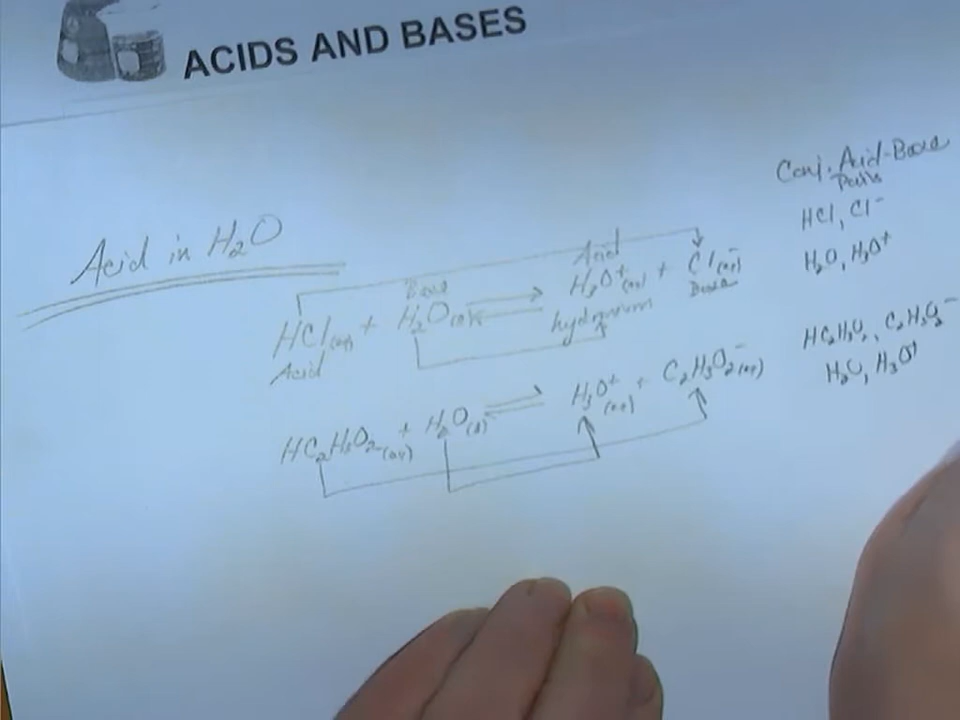 ACIDS AND BASES
Conj. Acid-Base
Pairs
HCl, Cl⁻
H₂O, H₃O⁺
Acid in H₂O
Base Acid
HCl(aq) + H₂O(l) ⇌ H₃O⁺(aq) + Cl⁻(aq)
Acid hydronium Base
HC₂H₃O₂, C₂H₃O₂⁻
H₂O, H₃O⁺
HC₂H₃O₂(aq) + H₂O(l) ⇌ H₃O⁺(aq) + C₂H₃O₂⁻(aq)